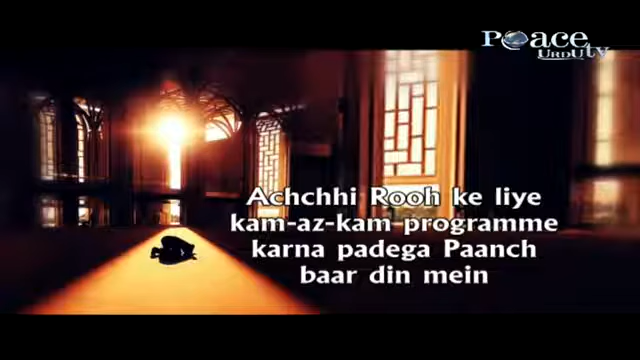 Peace
URDU tv
Achchhi Rooh ke liye
kam-az-kam programme
karna padega Paanch
baar din mein